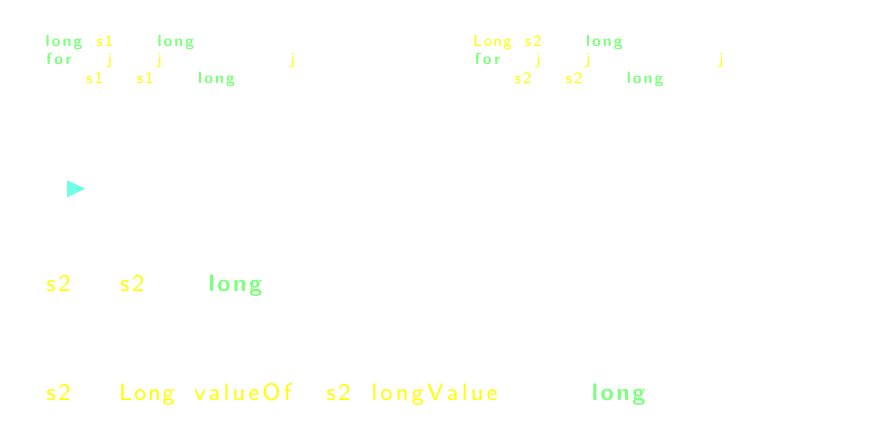 long s1 long
for j j j
s1 s1 long
Long s2 long
for j j j
s2 s2 long
s2 s2 long
s2 Long valueOf s2 longValue long